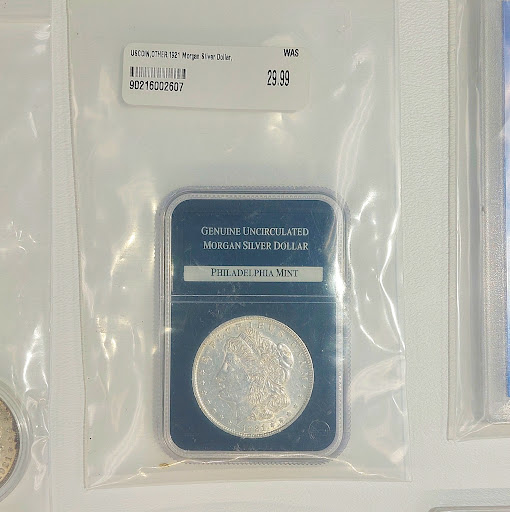 USCOIN,OTHER 1921 Morgan Silver Dollar,
WAS
29.99
90216002607
GENUINE UNCIRCULATED
MORGAN SILVER DOLLAR
PHILADELPHIA MINT